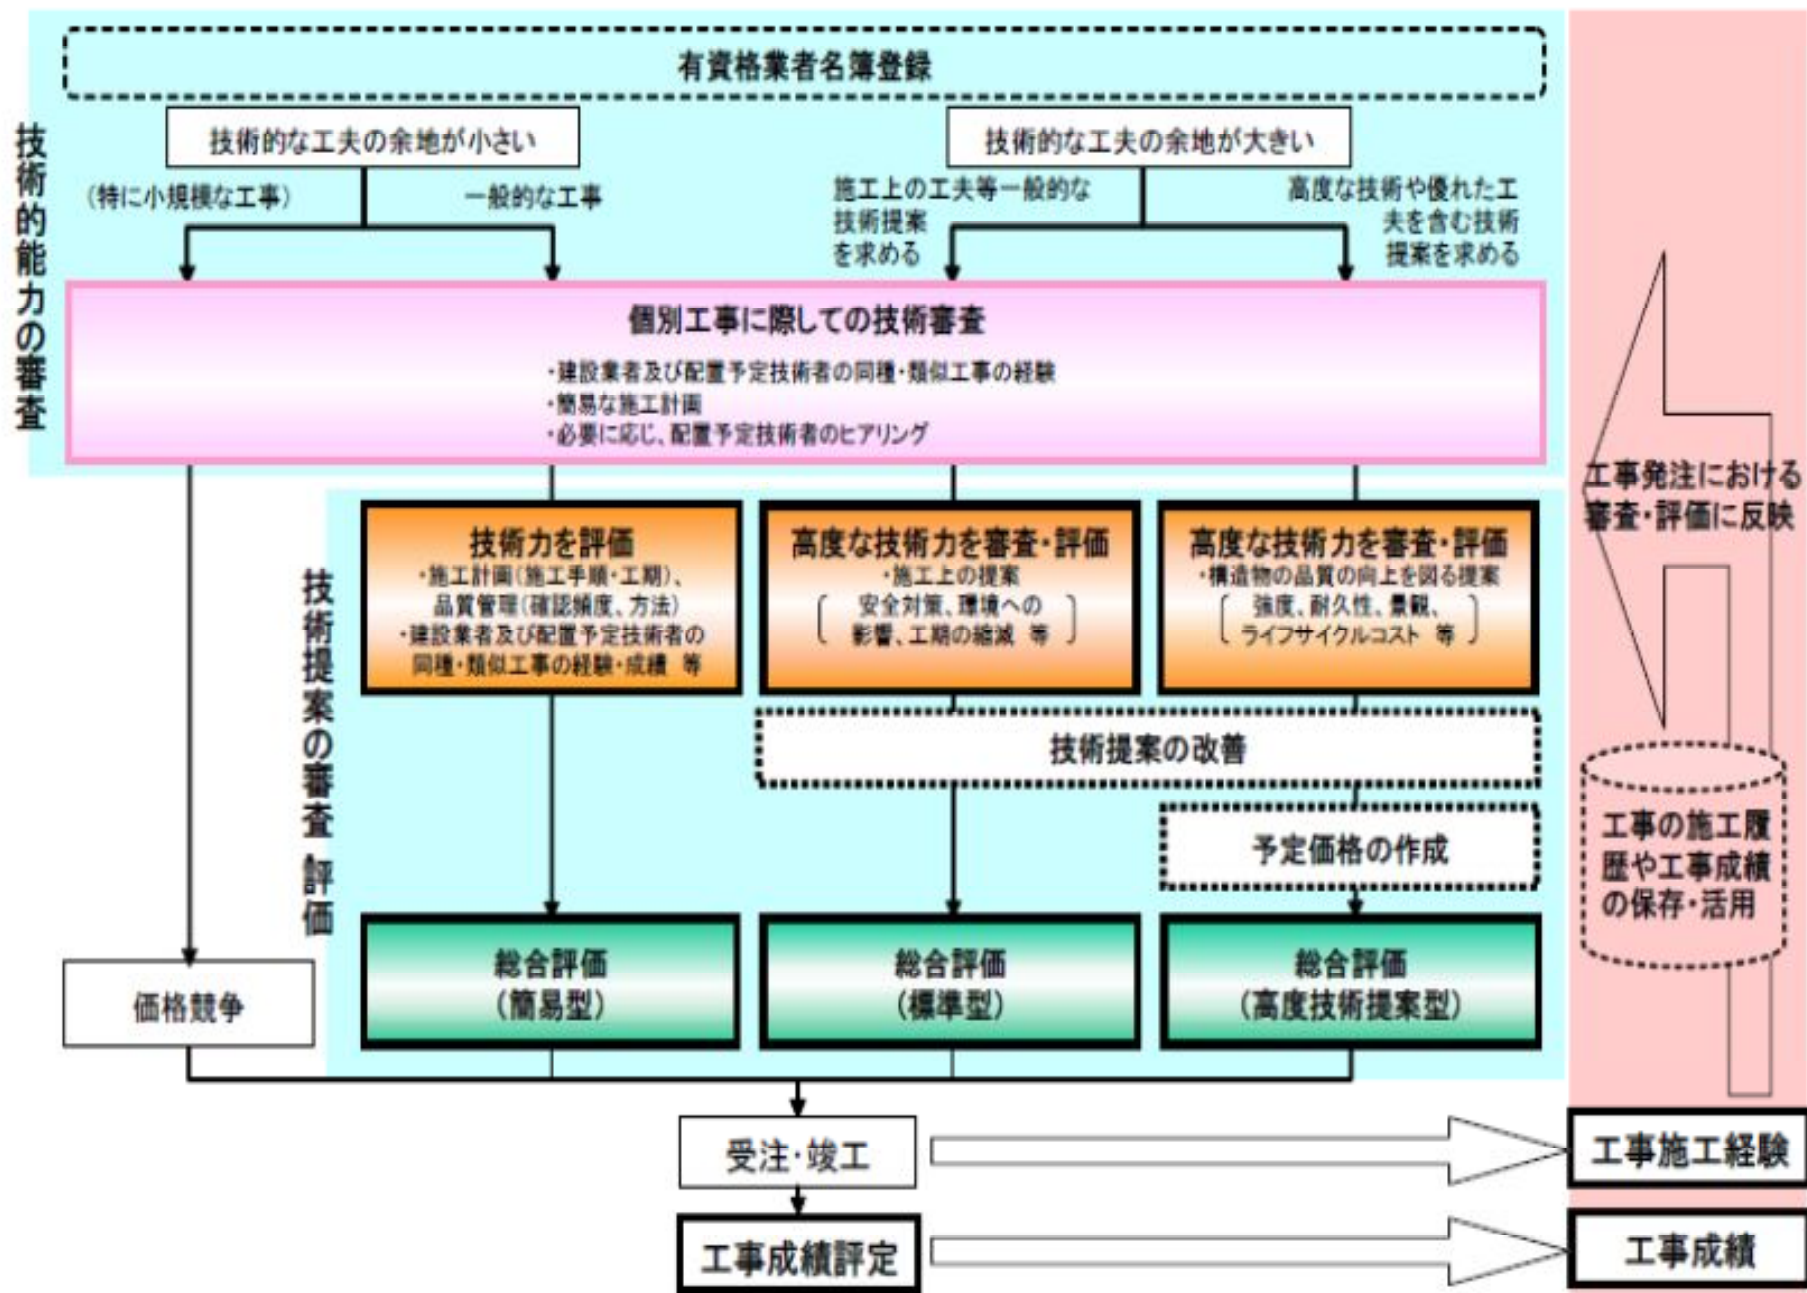 有資格業者名簿登録
技術的能力の審査
技術的な工夫の余地が小さい
技術的な工夫の余地が大きい
(特に小規模な工事)
一般的な工事
施工上の工夫等一般的な
技術提案
を求める
高度な技術や優れた工
夫を含む技術
提案を求める
個別工事に際しての技術審査
・建設業者及び配置予定技術者の同種・類似工事の経験
・簡易な施工計画
・必要に応じ、配置予定技術者のヒアリング
技術提案の審査・評価
技術力を評価
・施工計画(施工手順・工期)、
品質管理(確認頻度、方法)
・建設業者及び配置予定技術者の
同種・類似工事の経験・成績 等
高度な技術力を審査・評価
・施工上の提案
安全対策、環境への
影響、工期の縮減 等
高度な技術力を審査・評価
・構造物の品質の向上を図る提案
強度、耐久性、景観、
ライフサイクルコスト 等
技術提案の改善
予定価格の作成
価格競争
総合評価
(簡易型)
総合評価
(標準型)
総合評価
(高度技術提案型)
受注・竣工
工事成績評定
工事発注における
審査・評価に反映
工事の施工履
歴や工事成績
の保存・活用
工事施工経験
工事成績